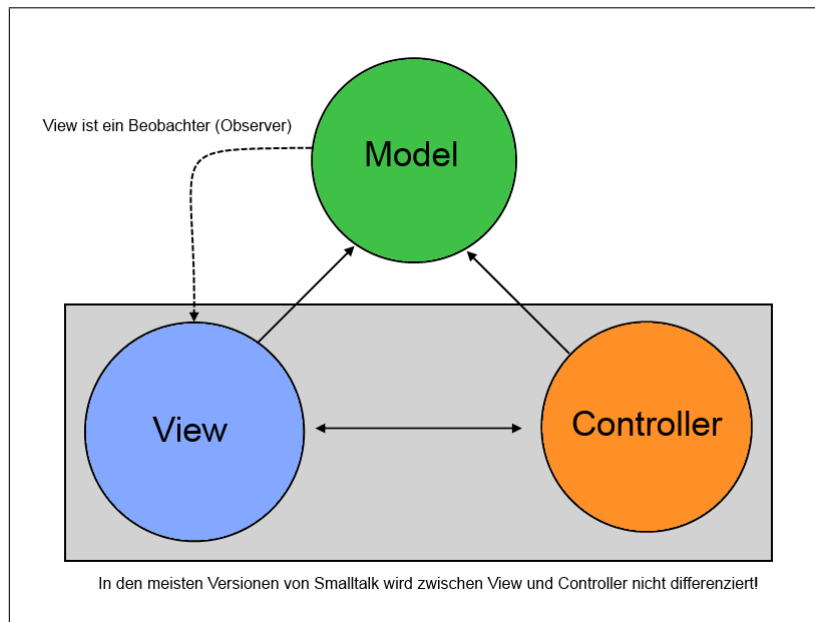 Model
View ist ein Beobachter (Observer)
View
Controller
In den meisten Versionen von Smalltalk wird zwischen View und Controller nicht differenziert!